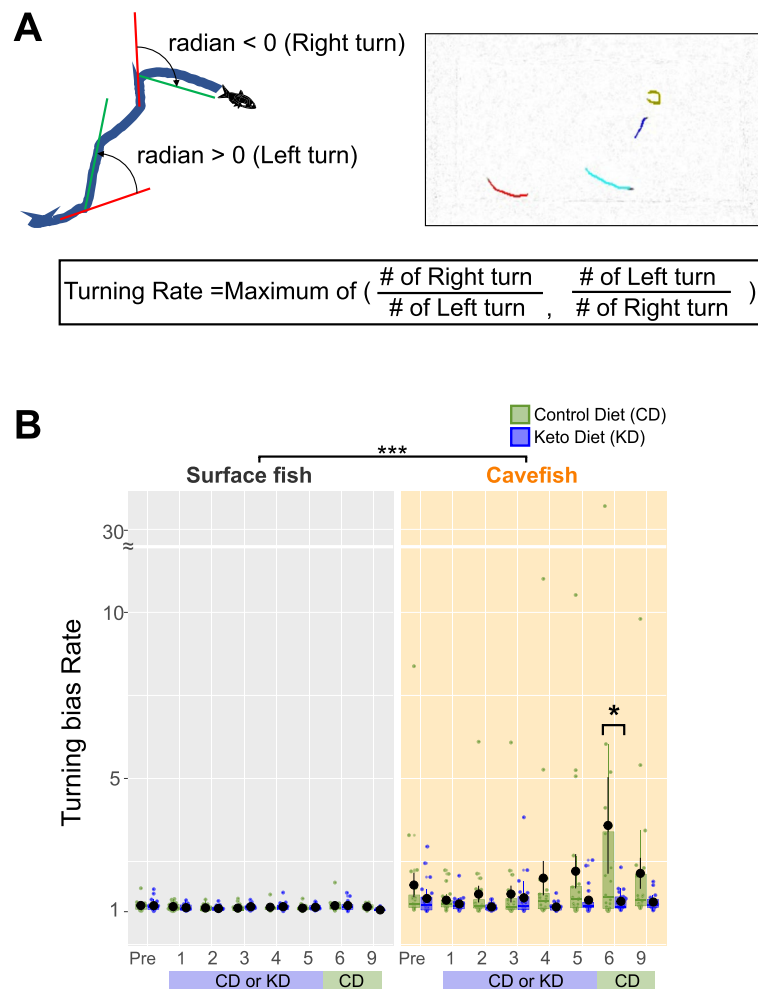 A
radian < 0 (Right turn)
radian > 0 (Left turn)
Turning Rate =Maximum of ( # of Right turn / # of Left turn , # of Left turn / # of Right turn )
B
Control Diet (CD)
Keto Diet (KD)
***
Surface fish
Cavefish
Turning bias Rate
30
≈
10
5
1
*
Pre 1 2 3 4 5 6 9 Pre 1 2 3 4 5 6 9
CD or KD CD CD or KD CD